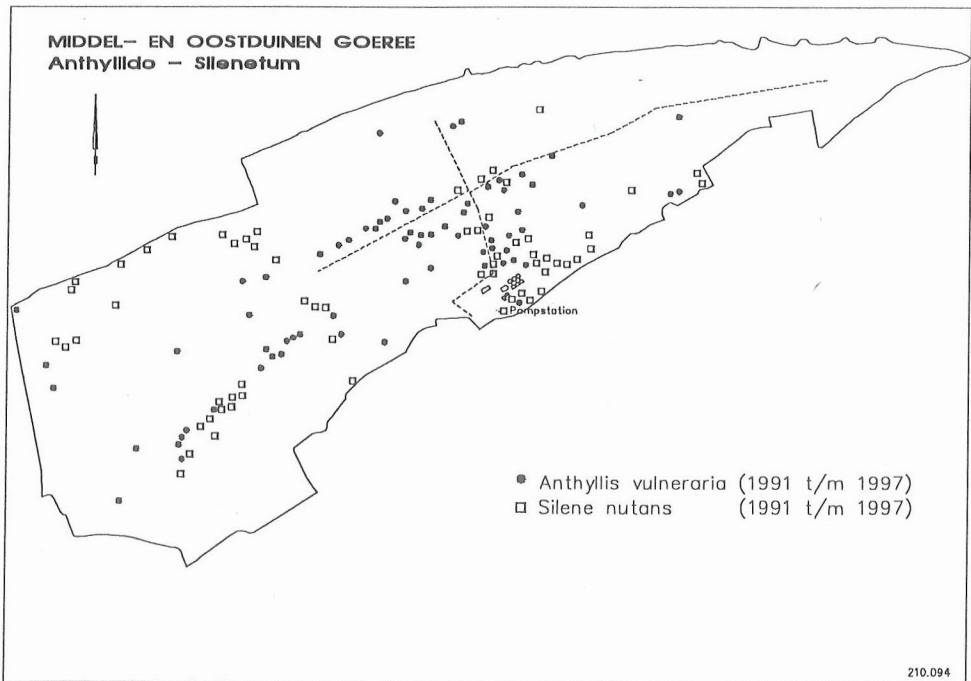 MIDDEL- EN OOSTDUINEN GOEREE
Anthyllido - Silenetum
Pompstation
Anthyllis vulneraria (1991 t/m 1997)
Silene nutans (1991 t/m 1997)
210.094